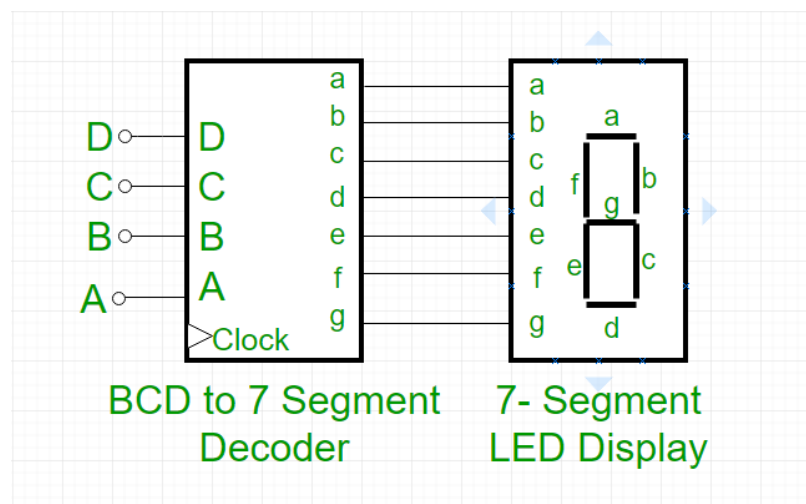 D
C
B
A
D
C
B
A
Clock
a
b
c
d
e
f
g
a
b
c
d
e
f
g
a
f
b
g
e
c
d
BCD to 7 Segment
Decoder
7- Segment
LED Display